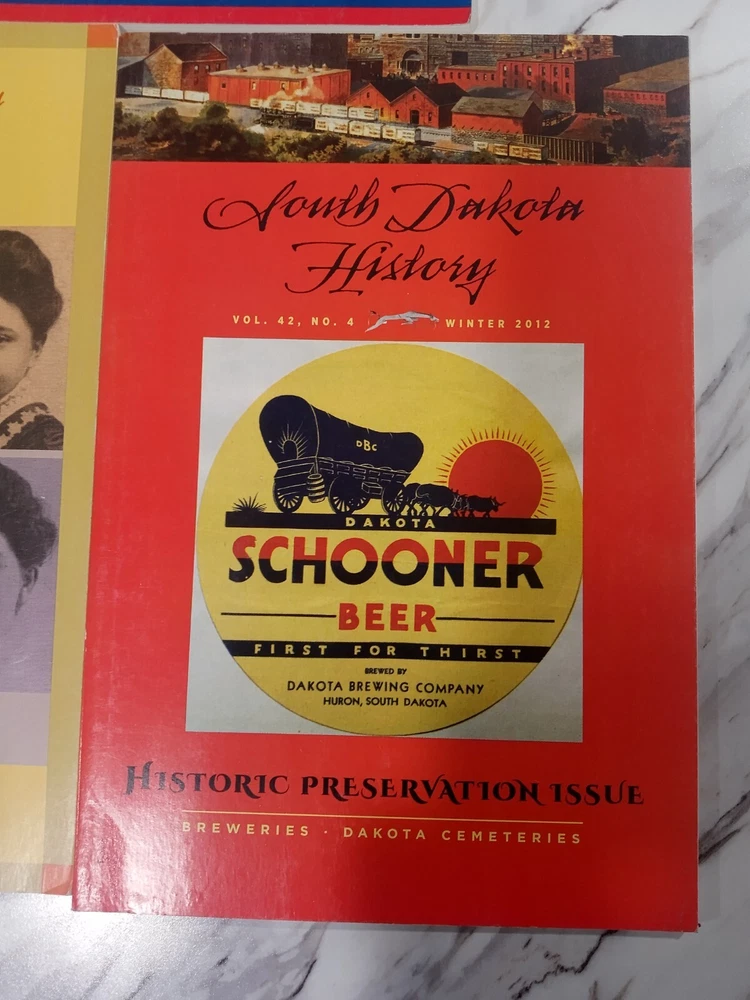 South Dakota
History
VOL. 42, NO. 4 WINTER 2012
DBC
DAKOTA
SCHOONER
BEER
FIRST FOR THIRST
BREWED BY
DAKOTA BREWING COMPANY
HURON, SOUTH DAKOTA
HISTORIC PRESERVATION ISSUE
BREWERIES · DAKOTA CEMETERIES